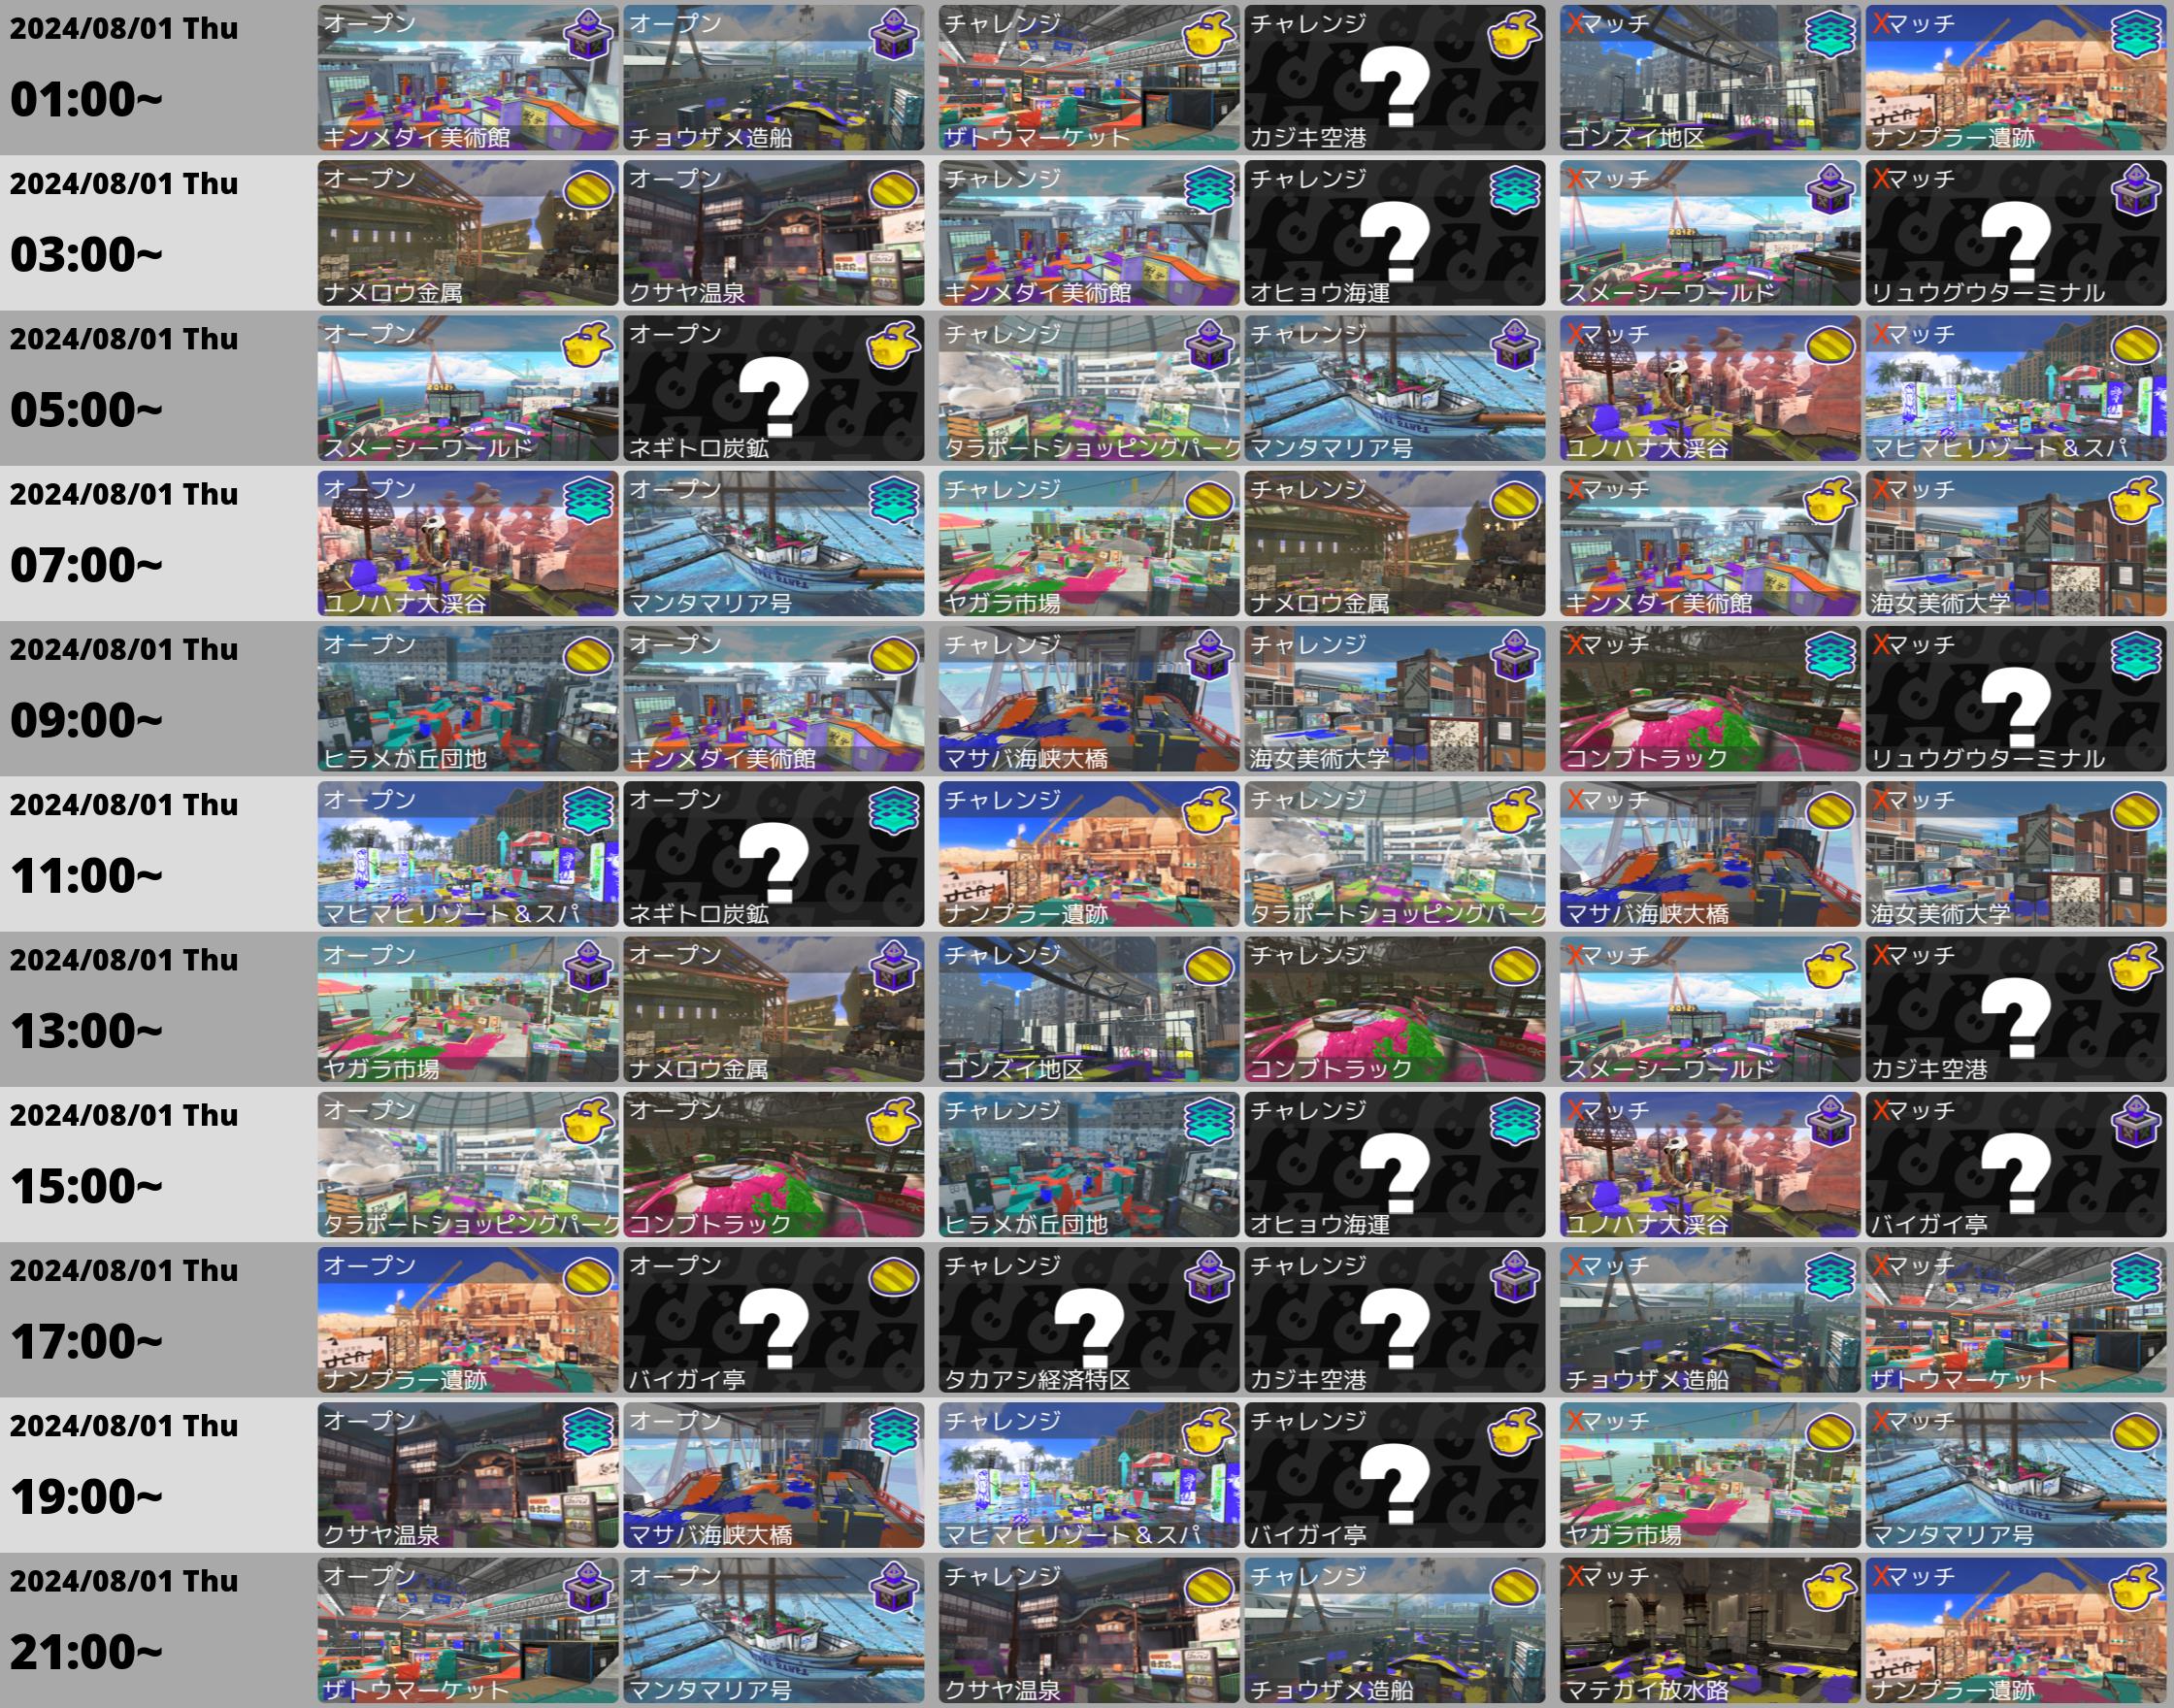 2024/08/01 Thu
01:00~
オープン
キンメダイ美術館
オープン
チョウザメ造船
チャレンジ
ザトウマーケット
チャレンジ
カジキ空港
Xマッチ
ゴンズイ地区
Xマッチ
ナンプラー遺跡
2024/08/01 Thu
03:00~
オープン
ナメロウ金属
オープン
クサヤ温泉
チャレンジ
キンメダイ美術館
チャレンジ
オヒョウ海運
Xマッチ
スメーシーワールド
Xマッチ
リュウグウターミナル
2024/08/01 Thu
05:00~
オープン
スメーシーワールド
オープン
ネギトロ炭鉱
チャレンジ
タラポートショッピングパーク
チャレンジ
マンタマリア号
Xマッチ
ユノハナ大渓谷
Xマッチ
マヒマヒリゾート＆スパ
2024/08/01 Thu
07:00~
オープン
ユノハナ大渓谷
オープン
マンタマリア号
チャレンジ
ヤガラ市場
チャレンジ
ナメロウ金属
Xマッチ
キンメダイ美術館
Xマッチ
海女美術大学
2024/08/01 Thu
09:00~
オープン
ヒラメが丘団地
オープン
キンメダイ美術館
チャレンジ
マサバ海峡大橋
チャレンジ
海女美術大学
Xマッチ
コンブトラック
Xマッチ
リュウグウターミナル
2024/08/01 Thu
11:00~
オープン
マヒマヒリゾート＆スパ
オープン
ネギトロ炭鉱
チャレンジ
ナンプラー遺跡
チャレンジ
タラポートショッピングパーク
Xマッチ
マサバ海峡大橋
Xマッチ
海女美術大学
2024/08/01 Thu
13:00~
オープン
ヤガラ市場
オープン
ナメロウ金属
チャレンジ
ゴンズイ地区
チャレンジ
コンブトラック
Xマッチ
スメーシーワールド
Xマッチ
カジキ空港
2024/08/01 Thu
15:00~
オープン
タラポートショッピングパーク
オープン
コンブトラック
チャレンジ
ヒラメが丘団地
チャレンジ
オヒョウ海運
Xマッチ
ユノハナ大渓谷
Xマッチ
バイガイ亭
2024/08/01 Thu
17:00~
オープン
ナンプラー遺跡
オープン
バイガイ亭
チャレンジ
タカアシ経済特区
チャレンジ
カジキ空港
Xマッチ
チョウザメ造船
Xマッチ
ザトウマーケット
2024/08/01 Thu
19:00~
オープン
クサヤ温泉
オープン
マサバ海峡大橋
チャレンジ
マヒマヒリゾート＆スパ
チャレンジ
バイガイ亭
Xマッチ
ヤガラ市場
Xマッチ
マンタマリア号
2024/08/01 Thu
21:00~
オープン
ザトウマーケット
オープン
マンタマリア号
チャレンジ
クサヤ温泉
チャレンジ
チョウザメ造船
Xマッチ
マテガイ放水路
Xマッチ
ナンプラー遺跡